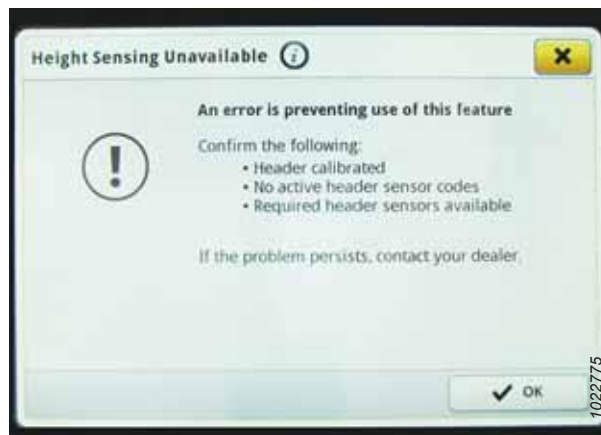 Height Sensing Unavailable i
An error is preventing use of this feature
Confirm the following:
• Header calibrated
• No active header sensor codes
• Required header sensors available
If the problem persists, contact your dealer.
OK
1022775